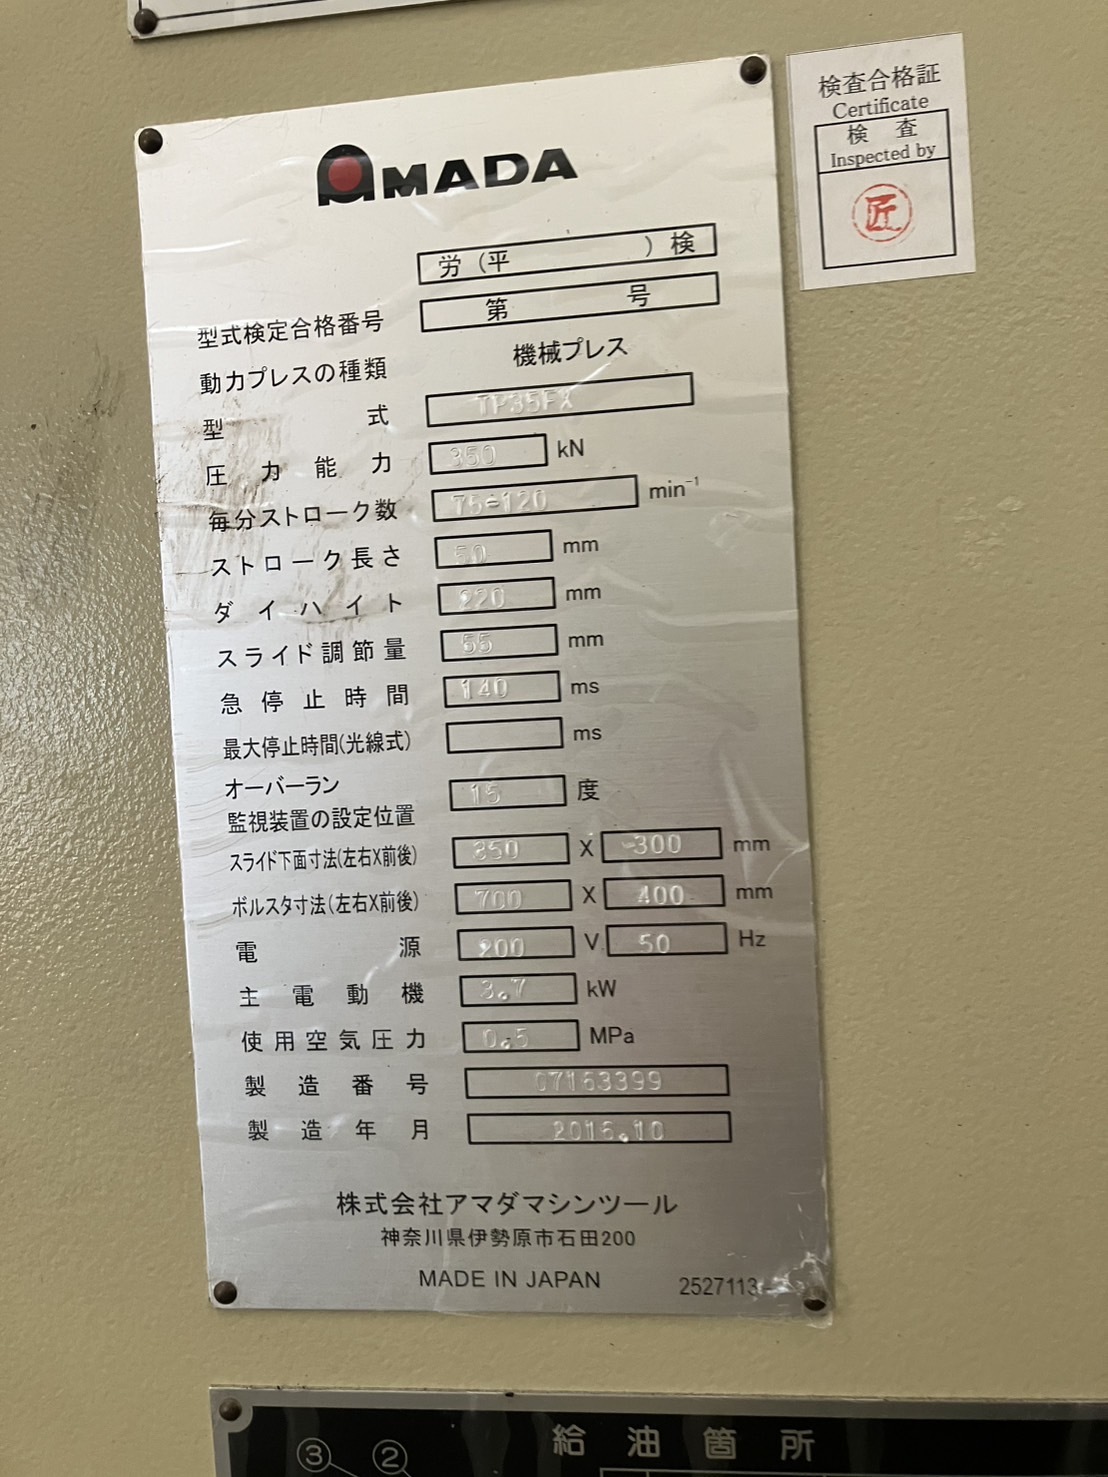 AMADA
検査合格証
Certificate
検 査
Inspected by
匠
労 (平 ) 検
型式検定合格番号 第 号
動力プレスの種類 機械プレス
型 式 TP35FX
圧力能力 350 kN
毎分ストローク数 75-120 min⁻¹
ストローク長さ 50 mm
ダイハイト 220 mm
スライド調節量 55 mm
急停止時間 140 ms
最大停止時間(光線式) ms
オーバーラン
監視装置の設定位置 15 度
スライド下面寸法(左右X前後) 350 X 300 mm
ボルスタ寸法(左右X前後) 700 X 400 mm
電 源 200 V 50 Hz
主電動機 3.7 kW
使用空気圧力 0.5 MPa
製造番号 07163399
製造年月 2016.10
株式会社アマダマシンツール
神奈川県伊勢原市石田200
MADE IN JAPAN
2527113
給油箇所
③ ②